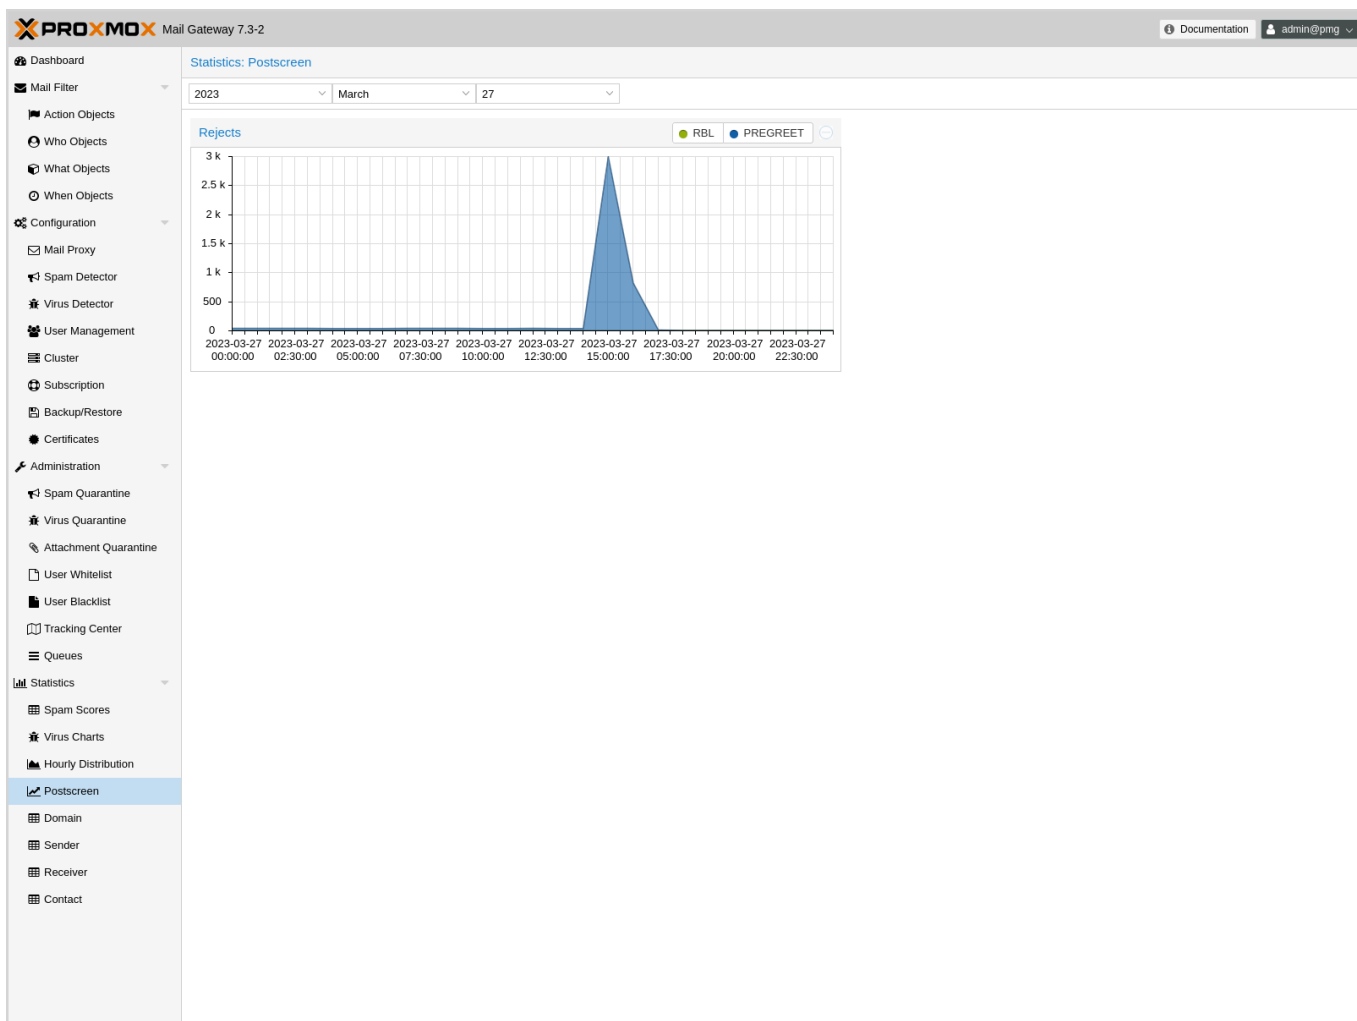 PROXMOX Mail Gateway 7.3-2
Documentation
admin@pmg
Dashboard
Mail Filter
Action Objects
Who Objects
What Objects
When Objects
Configuration
Mail Proxy
Spam Detector
Virus Detector
User Management
Cluster
Subscription
Backup/Restore
Certificates
Administration
Spam Quarantine
Virus Quarantine
Attachment Quarantine
User Whitelist
User Blacklist
Tracking Center
Queues
Statistics
Spam Scores
Virus Charts
Hourly Distribution
Postscreen
Domain
Sender
Receiver
Contact
Statistics: Postscreen
2023 March 27
Rejects
RBL PREGREET
3 k
2.5 k
2 k
1.5 k
1 k
500
0
2023-03-27 2023-03-27 2023-03-27 2023-03-27 2023-03-27 2023-03-27 2023-03-27 2023-03-27 2023-03-27 2023-03-27
00:00:00 02:30:00 05:00:00 07:30:00 10:00:00 12:30:00 15:00:00 17:30:00 20:00:00 22:30:00